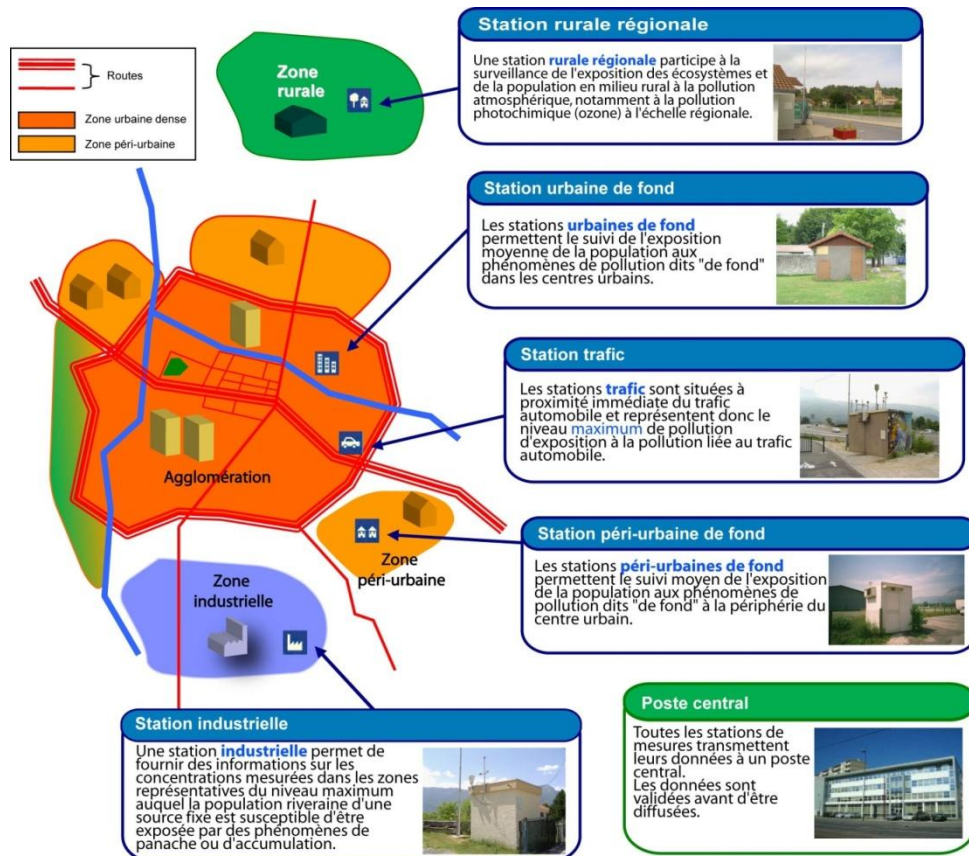 Routes
Zone urbaine dense
Zone péri-urbaine
Zone
rurale
Station rurale régionale
Une station rurale régionale participe à la
surveillance de l'exposition des écosystèmes et
de la population en milieu rural à la pollution
atmosphérique, notamment à la pollution
photochimique (ozone) à l'échelle régionale.
Station urbaine de fond
Les stations urbaines de fond
permettent le suivi de l'exposition
moyenne de la population aux
phénomènes de pollution dits "de fond"
dans les centres urbains.
Station trafic
Les stations trafic sont situées à
proximité immédiate du trafic
automobile et représentent donc le
niveau maximum de pollution
d'exposition à la pollution liée au trafic
automobile.
Agglomération
Station péri-urbaine de fond
Les stations péri-urbaines de fond
permettent le suivi moyen de l'exposition
de la population aux phénomènes de
pollution dits "de fond" à la périphérie du
centre urbain.
Zone
péri-urbaine
Zone
industrielle
Station industrielle
Une station industrielle permet de
fournir des informations sur les
concentrations mesurées dans les zones
représentatives du niveau maximum
auquel la population riveraine d'une
source fixe est susceptible d'être
exposée par des phénomènes de
panache ou d'accumulation.
Poste central
Toutes les stations de
mesures transmettent
leurs données à un poste
central.
Les données sont
validées avant d'être
diffusées.